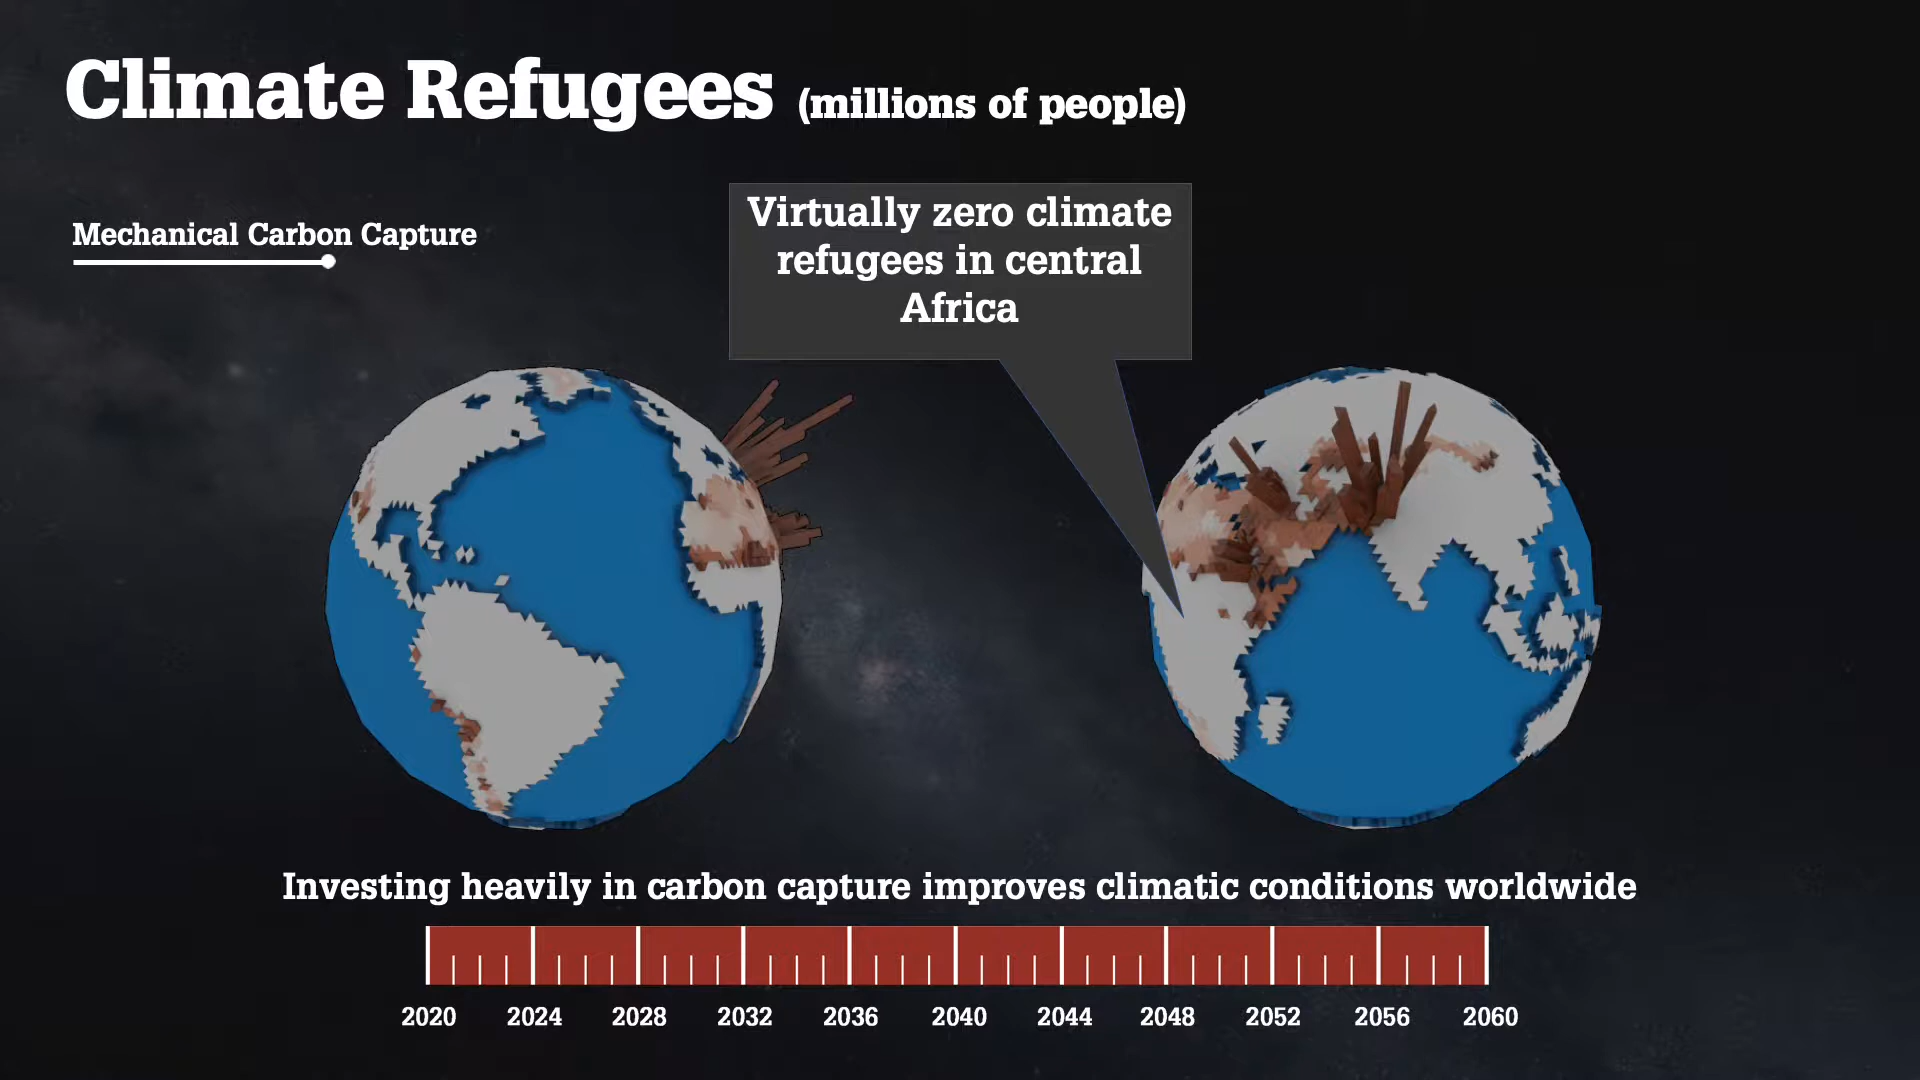 Climate Refugees (millions of people)
Mechanical Carbon Capture
Virtually zero climate
refugees in central
Africa
Investing heavily in carbon capture improves climatic conditions worldwide
2020 2024 2028 2032 2036 2040 2044 2048 2052 2056 2060